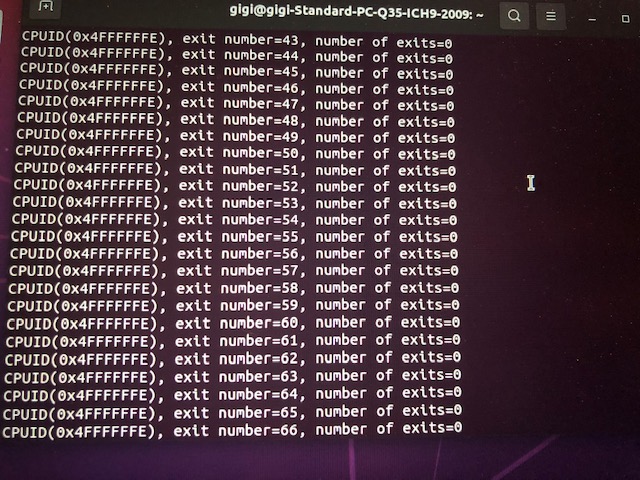 gigi@gigi-Standard-PC-Q35-ICH9-2009: ~
CPUID(0x4FFFFFFE), exit number=43, number of exits=0
CPUID(0x4FFFFFFE), exit number=44, number of exits=0
CPUID(0x4FFFFFFE), exit number=45, number of exits=0
CPUID(0x4FFFFFFE), exit number=46, number of exits=0
CPUID(0x4FFFFFFE), exit number=47, number of exits=0
CPUID(0x4FFFFFFE), exit number=48, number of exits=0
CPUID(0x4FFFFFFE), exit number=49, number of exits=0
CPUID(0x4FFFFFFE), exit number=50, number of exits=0
CPUID(0x4FFFFFFE), exit number=51, number of exits=0
CPUID(0x4FFFFFFE), exit number=52, number of exits=0
CPUID(0x4FFFFFFE), exit number=53, number of exits=0
CPUID(0x4FFFFFFE), exit number=54, number of exits=0
CPUID(0x4FFFFFFE), exit number=55, number of exits=0
CPUID(0x4FFFFFFE), exit number=56, number of exits=0
CPUID(0x4FFFFFFE), exit number=57, number of exits=0
CPUID(0x4FFFFFFE), exit number=58, number of exits=0
CPUID(0x4FFFFFFE), exit number=59, number of exits=0
CPUID(0x4FFFFFFE), exit number=60, number of exits=0
CPUID(0x4FFFFFFE), exit number=61, number of exits=0
CPUID(0x4FFFFFFE), exit number=62, number of exits=0
CPUID(0x4FFFFFFE), exit number=63, number of exits=0
CPUID(0x4FFFFFFE), exit number=64, number of exits=0
CPUID(0x4FFFFFFE), exit number=65, number of exits=0
CPUID(0x4FFFFFFE), exit number=66, number of exits=0